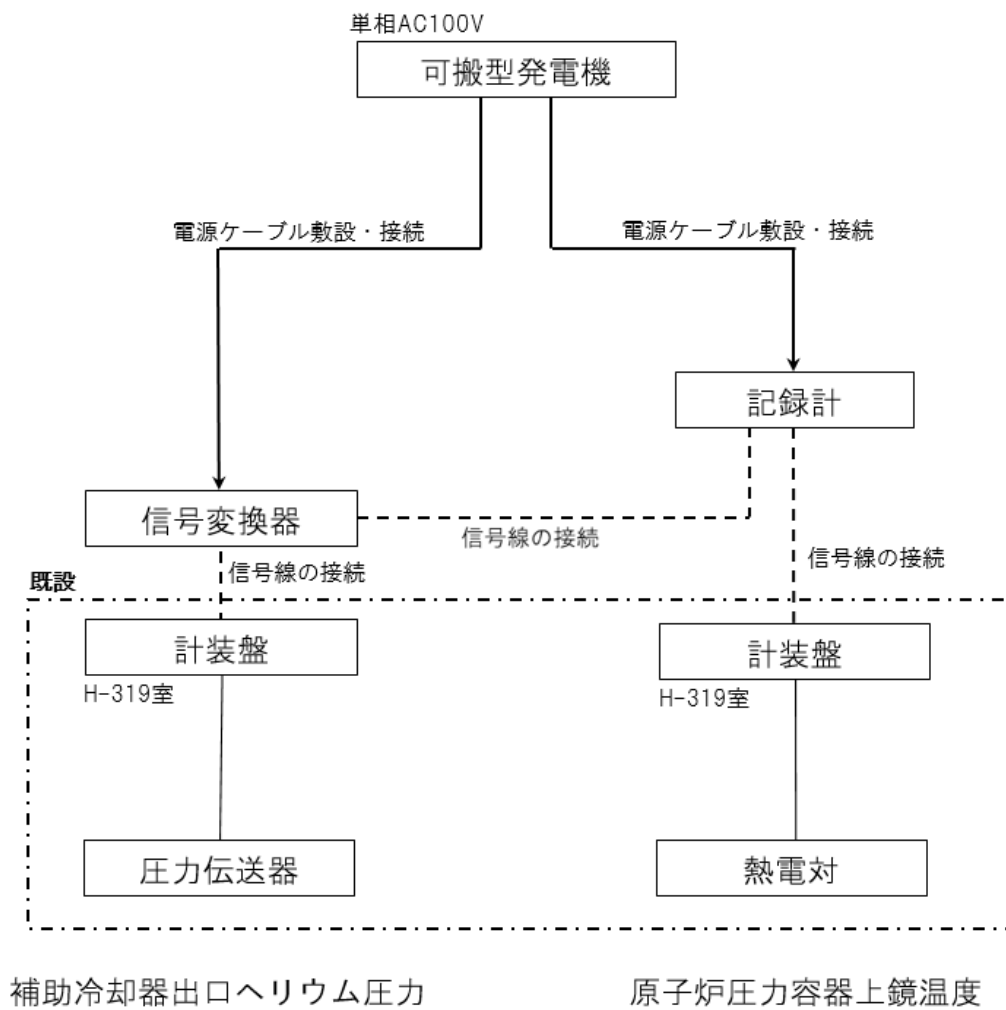 単相AC100V
可搬型発電機
電源ケーブル敷設・接続
電源ケーブル敷設・接続
記録計
信号変換器
信号線の接続
信号線の接続
信号線の接続
既設
計装盤
計装盤
H-319室
H-319室
圧力伝送器
熱電対
補助冷却器出口ヘリウム圧力
原子炉圧力容器上鏡温度